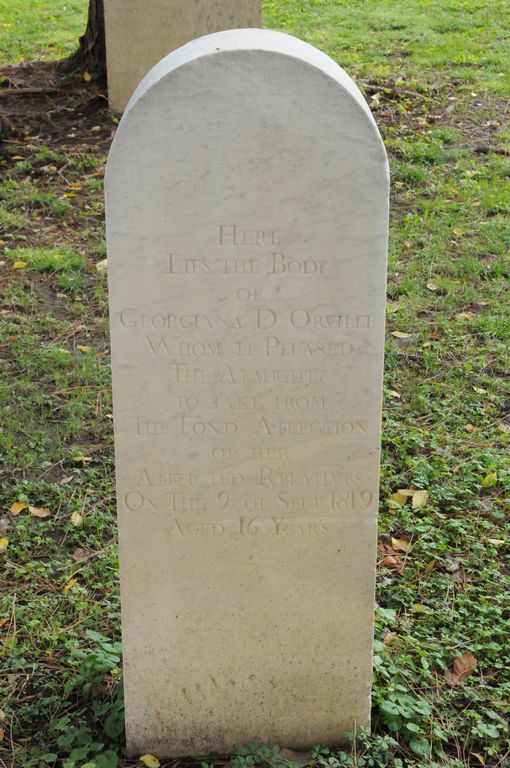 Here
Lies the Body
of
Georgiana D Orville
Whom it Pleased
The Almighty
to take from
The Fond Affection
of her
Afflicted Relatives
On The 9 of Sept 1819
Aged 16 Years